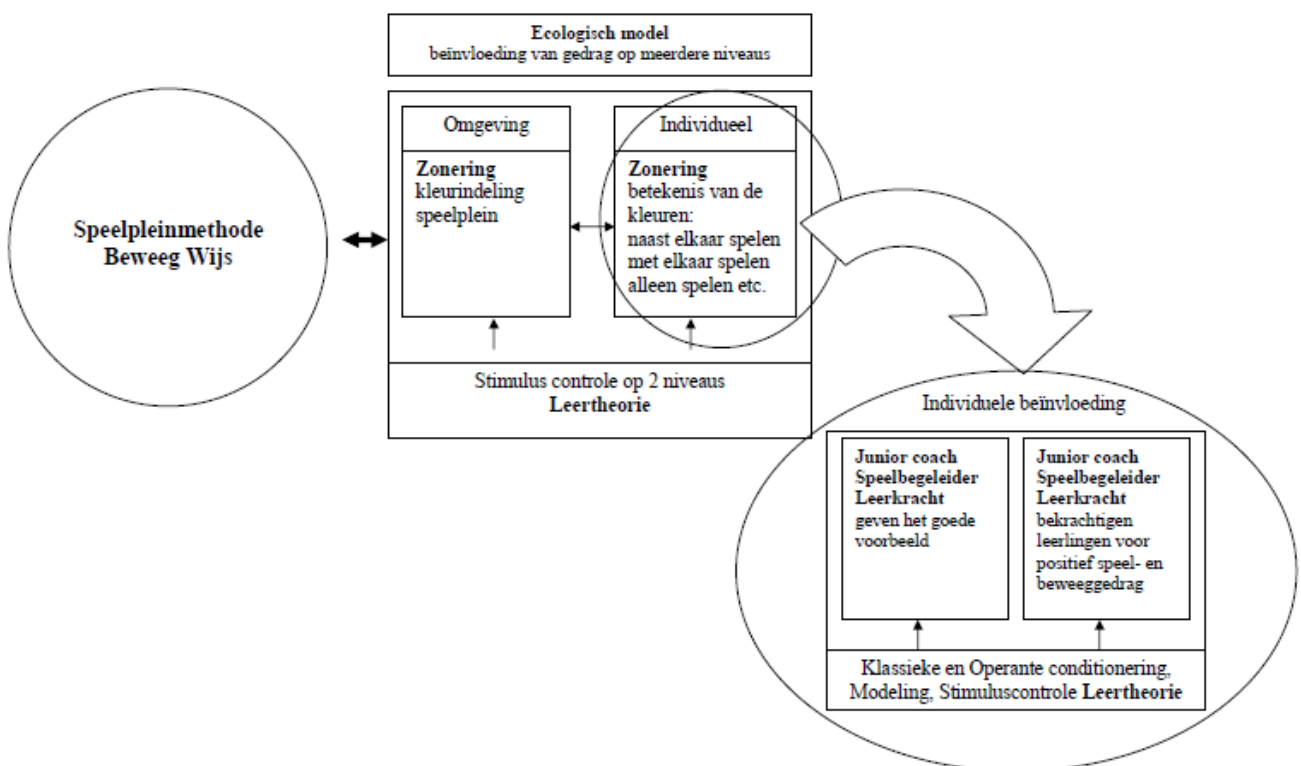 Ecologisch model
beïnvloeding van gedrag op meerdere niveaus
Speelpleinmethode
Beweeg Wijs
Omgeving
Zonering
kleurindeling
speelplein
Individueel
Zonering
betekenis van de
kleuren:
naast elkaar spelen
met elkaar spelen
alleen spelen etc.
Stimulus controle op 2 niveaus
Leertheorie
Individuele beïnvloeding
Junior coach
Speelbegeleider
Leerkracht
geven het goede
voorbeeld
Junior coach
Speelbegeleider
Leerkracht
bekrachtigen
leerlingen voor
positief speel- en
beweeggedrag
Klassieke en Operante conditionering,
Modeling, Stimuluscontrole Leertheorie